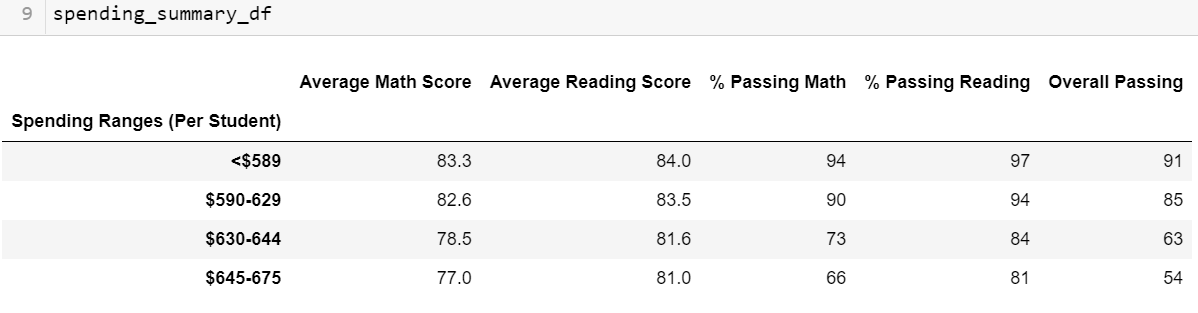 9 spending_summary_df
Average Math Score Average Reading Score % Passing Math % Passing Reading Overall Passing
Spending Ranges (Per Student)
<$589 83.3 84.0 94 97 91
$590-629 82.6 83.5 90 94 85
$630-644 78.5 81.6 73 84 63
$645-675 77.0 81.0 66 81 54